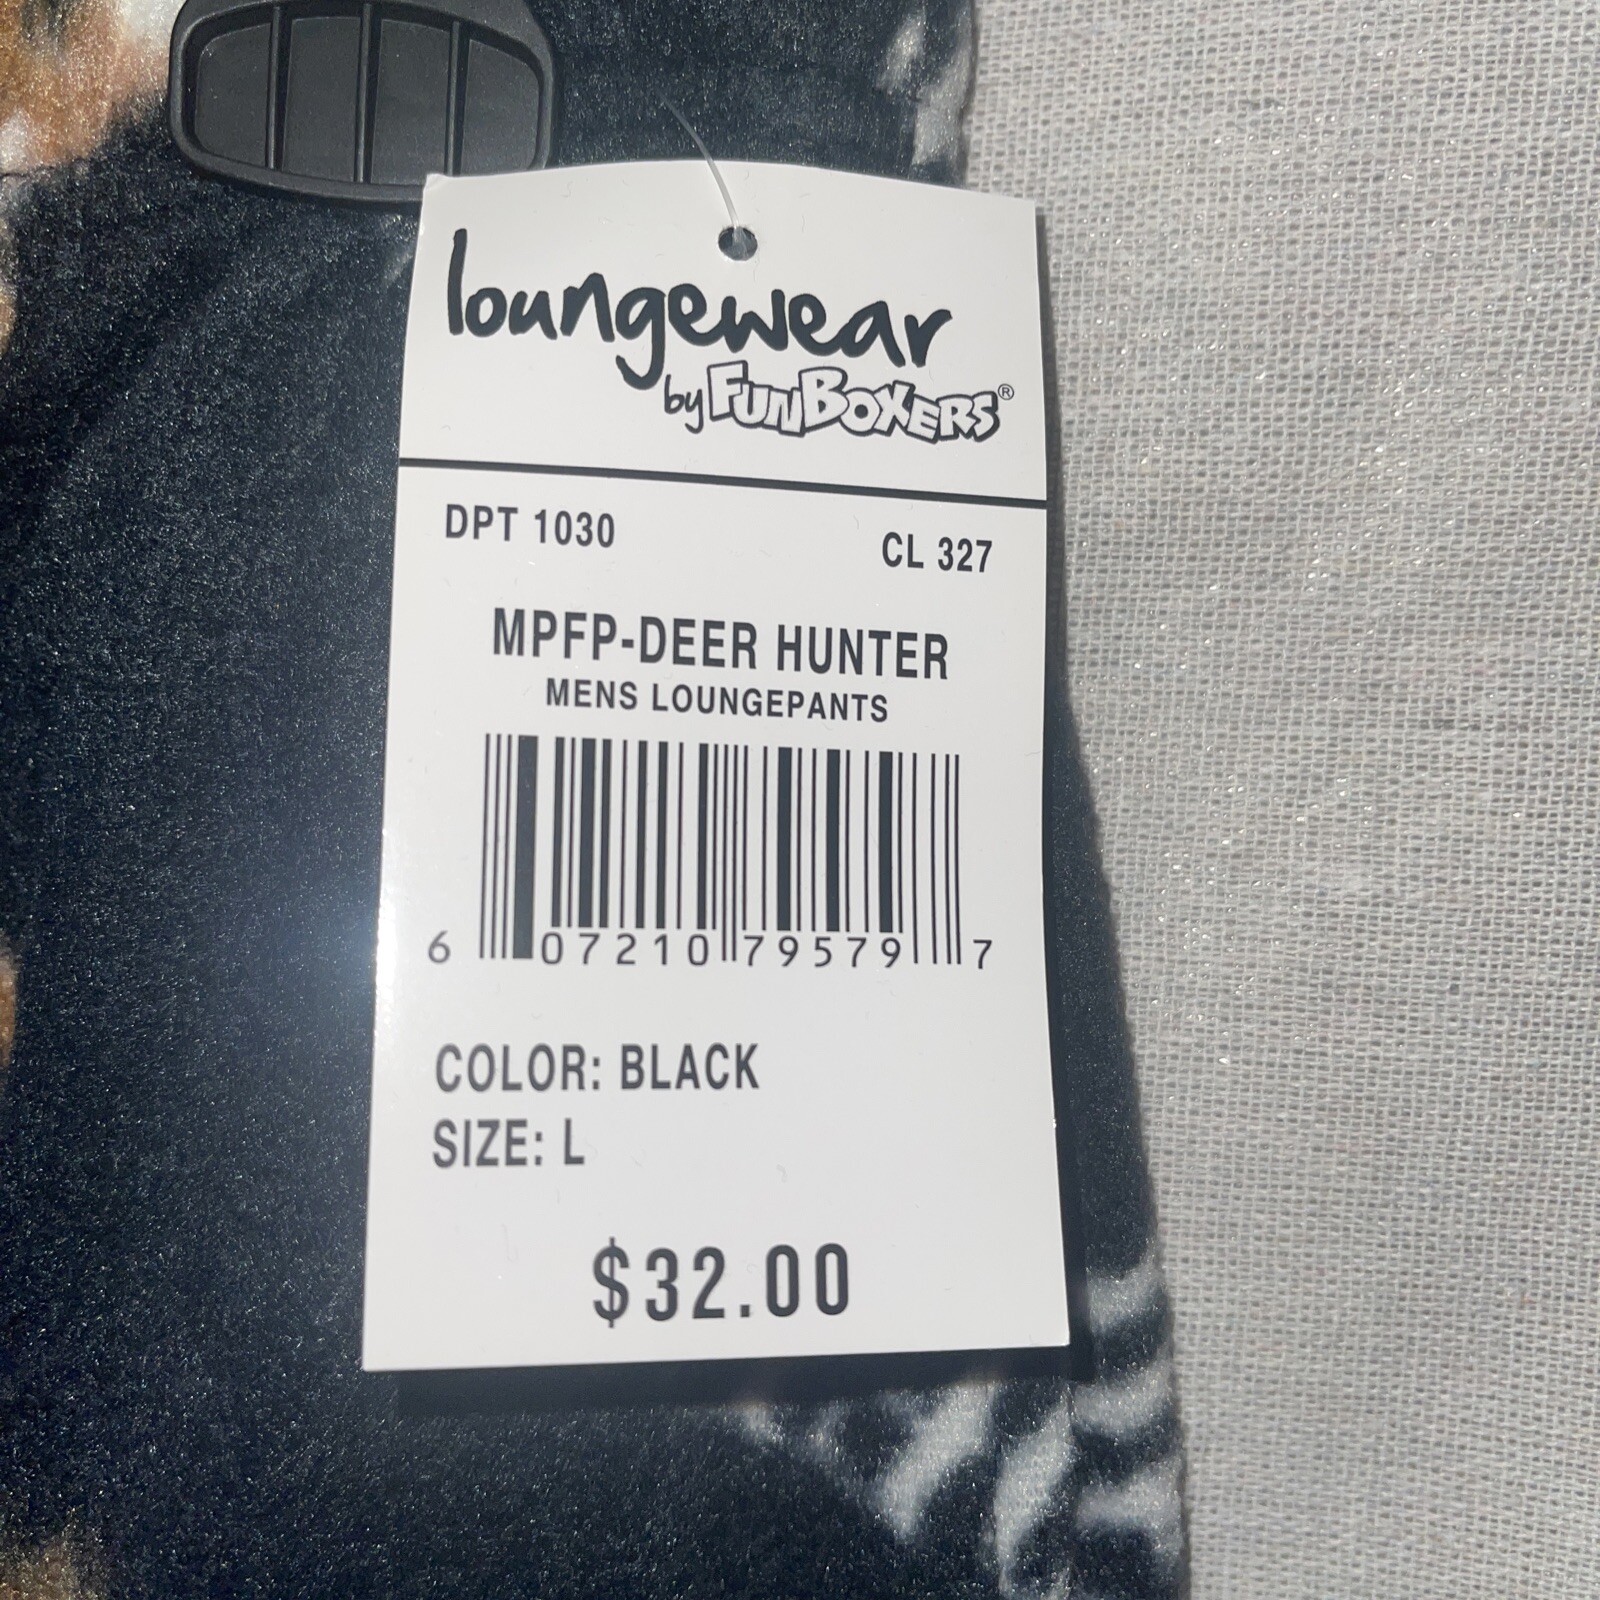 loungewear
by FUNBOXERS®
DPT 1030 CL 327
MPFP-DEER HUNTER
MENS LOUNGEPANTS
6 07210 79579 7
COLOR: BLACK
SIZE: L
$32.00